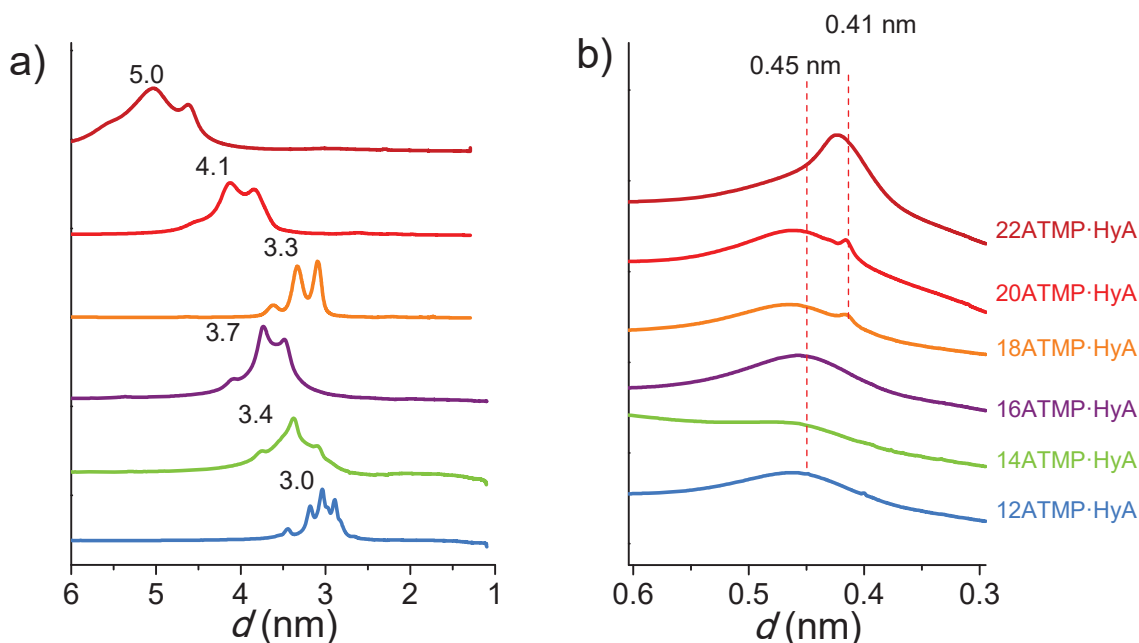 a)
5.0
4.1
3.3
3.7
3.4
3.0
6
5
4
3
2
1
d (nm)
b)
0.41 nm
0.45 nm
22ATMP·HyA
20ATMP·HyA
18ATMP·HyA
16ATMP·HyA
14ATMP·HyA
12ATMP·HyA
0.6
0.5
0.4
0.3
d (nm)